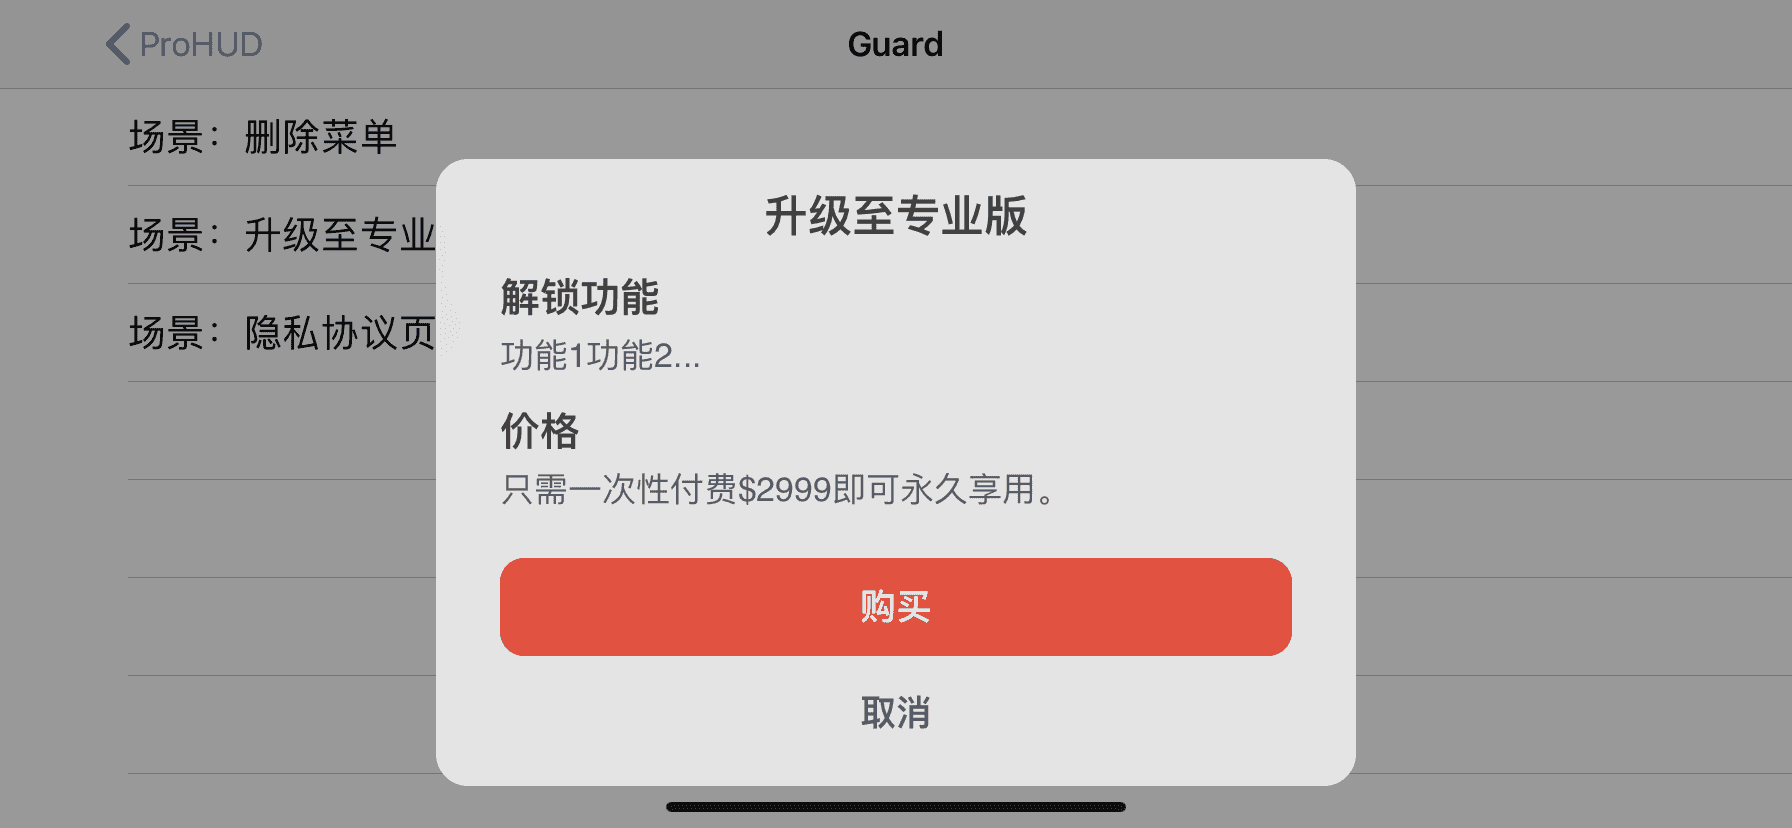 ProHUD
Guard
场景：删除菜单
场景：升级至专业
场景：隐私协议页
升级至专业版
解锁功能
功能1功能2...
价格
只需一次性付费$2999即可永久享用。
购买
取消